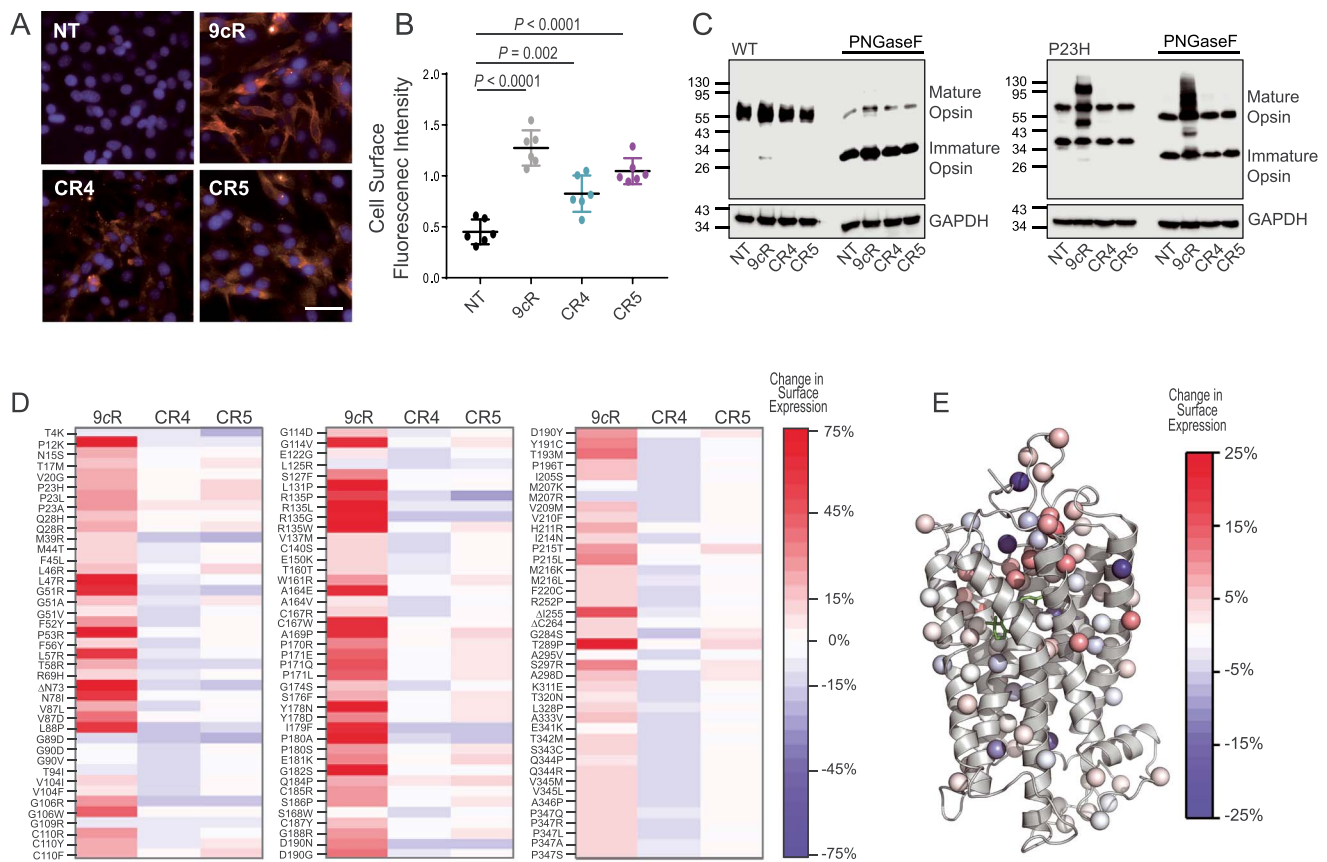 A
NT
9cR
CR4
CR5
B
P < 0.0001
P = 0.002
P < 0.0001
Cell Surface
Fluorescenec Intensity
2.0
1.5
1.0
0.5
0.0
NT
9cR
CR4
CR5
C
WT
PNGaseF
130
95
55
43
34
26
Mature
Opsin
Immature
Opsin
43
34
GAPDH
NT
9cR
CR4
CR5
NT
9cR
CR4
CR5
P23H
PNGaseF
130
95
55
43
34
26
Mature
Opsin
Immature
Opsin
43
34
GAPDH
NT
9cR
CR4
CR5
NT
9cR
CR4
CR5
D
9cR CR4 CR5
T4K
P12K
N15S
T17M
V20G
P23H
P23L
P23A
Q28H
Q28R
M39R
M44T
F45L
L46R
L47R
G51R
G51A
G51V
F52Y
P53R
F56Y
L57R
T58R
R69H
ΔN73
N78I
V87L
V87D
L88P
G89D
G90D
G90V
T94I
V104I
V104F
G106R
G106W
G109R
C110R
C110Y
C110F
9cR CR4 CR5
G114D
G114V
E122G
L125R
S127F
L131P
R135P
R135L
R135G
R135W
V137M
C140S
E150K
T160T
W161R
A164E
A164V
C167R
C167W
A169P
P170R
P171E
P171Q
P171L
G174S
S176F
Y178N
Y178D
I179F
P180A
P180S
E181K
G182S
Q184P
C185R
S186P
S168W
C187Y
G188R
D190N
D190G
9cR CR4 CR5
D190Y
Y191C
T193M
P196T
I205S
M207K
M207R
V209M
V210F
H211R
I214N
P215T
P215L
M216K
M216L
F220C
R252P
ΔI255
ΔC264
G284S
T289P
A295V
S297R
A298D
K311E
T320N
L328P
A333V
E341K
T342M
S343C
Q344P
Q344R
V345M
V345L
A346P
P347Q
P347R
P347L
P347A
P347S
Change in
Surface
Expression
75%
45%
15%
0%
-15%
-45%
-75%
E
Change in
Surface
Expression
25%
15%
5%
-5%
-15%
-25%